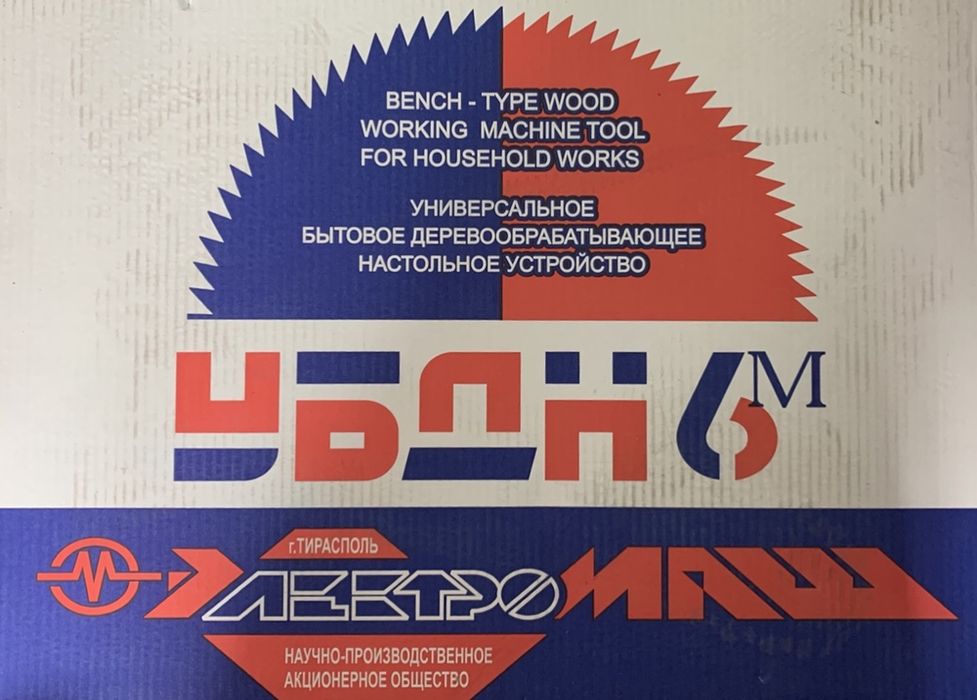 BENCH - TYPE WOOD
WORKING MACHINE TOOL
FOR HOUSEHOLD WORKS
УНИВЕРСАЛЬНОЕ
БЫТОВОЕ ДЕРЕВООБРАБАТЫВАЮЩЕЕ
НАСТОЛЬНОЕ УСТРОЙСТВО
УБДН 6М
г.ТИРАСПОЛЬ
ЭЛЕКТРОМАШ
НАУЧНО-ПРОИЗВОДСТВЕННОЕ
АКЦИОНЕРНОЕ ОБЩЕСТВО